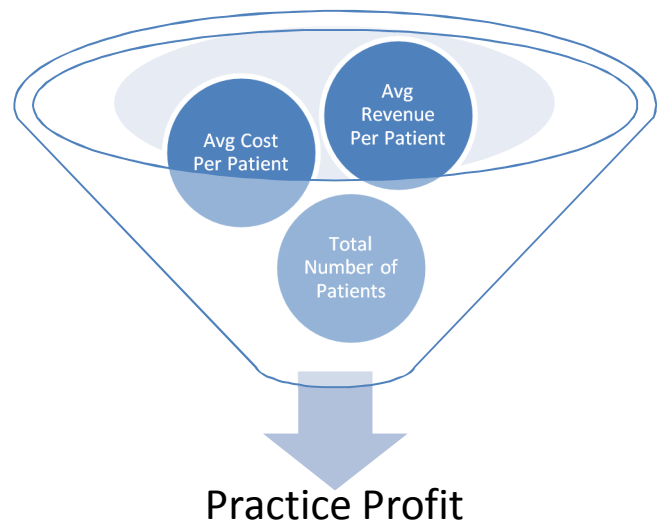 Avg
Revenue
Per Patient
Avg Cost
Per Patient
Total
Number of
Patients
Practice Profit